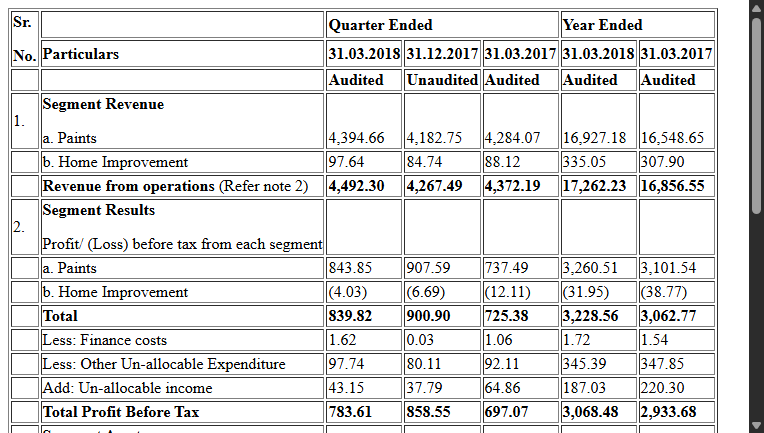 Sr. Quarter Ended Year Ended
No. Particulars 31.03.2018 31.12.2017 31.03.2017 31.03.2018 31.03.2017
Audited Unaudited Audited Audited Audited
Segment Revenue
1.
a. Paints 4,394.66 4,182.75 4,284.07 16,927.18 16,548.65
b. Home Improvement 97.64 84.74 88.12 335.05 307.90
Revenue from operations (Refer note 2) 4,492.30 4,267.49 4,372.19 17,262.23 16,856.55
Segment Results
2.
Profit/ (Loss) before tax from each segment
a. Paints 843.85 907.59 737.49 3,260.51 3,101.54
b. Home Improvement (4.03) (6.69) (12.11) (31.95) (38.77)
Total 839.82 900.90 725.38 3,228.56 3,062.77
Less: Finance costs 1.62 0.03 1.06 1.72 1.54
Less: Other Un-allocable Expenditure 97.74 80.11 92.11 345.39 347.85
Add: Un-allocable income 43.15 37.79 64.86 187.03 220.30
Total Profit Before Tax 783.61 858.55 697.07 3,068.48 2,933.68